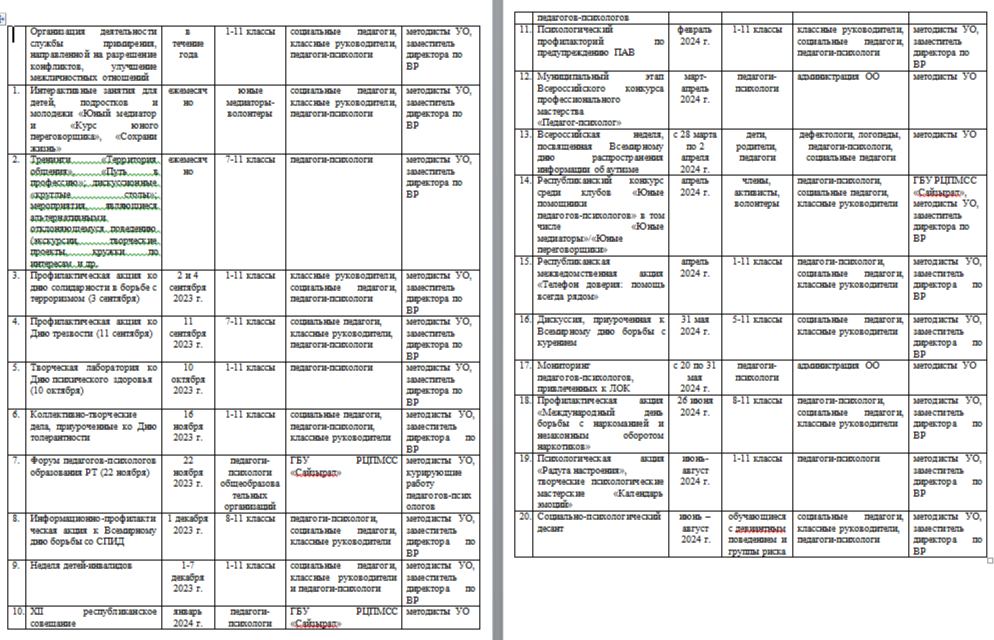 Организация деятельности
службы примирения,
направленной на разрешение
конфликтов, улучшение
межличностных отношений
в
течение
года
1-11 классы
социальные педагоги,
классные руководители,
педагоги-психологи
методисты УО,
заместитель
директора по
ВР
1.
Интерактивные занятия для
детей, подростков и
молодежи «Юный медиатор
и «Курс юного
переговорщика», «Сохрани
жизнь»
ежемесяч
но
юные
медиаторы-
волонтеры
социальные педагоги,
классные руководители,
педагоги-психологи
методисты УО,
заместитель
директора по
ВР
2.
Тренинги «Территория
общения», «Путь в
профессию»; дискуссионные
«круглые столы»;
мероприятия, являющиеся
альтернативными
отклоняющемуся поведению
(экскурсии, творческие
проекты, кружки по
интересам и др.
ежемесяч
но
7-11 классы
педагоги-психологи
методисты УО,
заместитель
директора по
ВР
3.
Профилактическая акция ко
дню солидарности в борьбе с
терроризмом (3 сентября)
2 и 4
сентября
2023 г.
1-11 классы
классные руководители,
социальные педагоги,
педагоги-психологи
методисты УО,
заместитель
директора по
ВР
4.
Профилактическая акция ко
Дню трезвости (11 сентября)
11
сентября
2023 г.
7-11 классы
социальные педагоги,
классные руководители,
педагоги-психологи
методисты УО,
заместитель
директора по
ВР
5.
Творческая лаборатория ко
Дню психического здоровья
(10 октября)
10
октября
2023 г.
1-11 классы
педагоги-психологи
методисты УО,
заместитель
директора по
ВР
6.
Коллективно-творческие
дела, приуроченные ко Дню
толерантности
16
ноября
2023 г.
1-11 классы
социальные педагоги,
педагоги-психологи,
классные руководители
методисты УО,
заместитель
директора по
ВР
7.
Форум педагогов-психологов
образования РТ (22 ноября)
22
ноября
2023 г.
педагоги-
психологи
общеобразова
тельных
организаций
ГБУ РЦПМСС
«Сайзырал»
методисты УО,
курирующие
работу
педагогов-псих
ологов
8.
Информационно-профилакти
ческая акция к Всемирному
дню борьбы со СПИД
1 декабря
2023 г.
8-11 классы
педагоги-психологи,
социальные педагоги,
классные руководители
методисты УО,
заместитель
директора по
ВР
9.
Неделя детей-инвалидов
1-7
декабря
2023 г.
1-11 классы
социальные педагоги,
классные руководители
и педагоги-психологи
методисты УО,
заместитель
директора по
ВР
10.
XII республиканское
совещание
январь
2024 г.
педагоги-
психологи
ГБУ РЦПМСС
«Сайзырал»
методисты УО
педагогов-психологов
11.
Психологический
профилакторий по
предупреждению ПАВ
февраль
2024 г.
1-11 классы
классные руководители,
социальные педагоги,
педагоги-психологи
методисты УО,
заместитель
директора по
ВР
12.
Муниципальный этап
Всероссийского конкурса
профессионального
мастерства
«Педагог-психолог»
март-
апрель
2024 г.
педагоги-
психологи
администрация ОО
методисты УО
13.
Всероссийская неделя,
посвященная Всемирному
дню распространения
информации об аутизме
с 28 марта
по 2
апреля
2024 г.
дети,
родители,
педагоги
дефектологи, логопеды,
педагоги-психологи,
социальные педагоги
методисты УО
14.
Республиканский конкурс
среди клубов «Юные
помощники
педагогов-психологов» в том
числе «Юные
медиаторы»/«Юные
переговорщики»
апрель
2024 г.
члены,
активисты,
волонтеры
педагоги-психологи,
социальные педагоги,
классные руководители
ГБУ РЦПМСС
«Сайзырал»,
методисты УО,
заместитель
директора по
ВР
15.
Республиканская
межведомственная акция
«Телефон доверия: помощь
всегда рядом»
апрель
2024 г.
1-11 классы
педагоги-психологи,
социальные педагоги,
классные руководители
методисты УО,
заместитель
директора по
ВР
16.
Дискуссия, приуроченная к
Всемирному дню борьбы с
курением
31 мая
2024 г.
5-11 классы
социальные педагоги,
педагоги-психологи,
классные руководители
методисты УО,
заместитель
директора по
ВР
17.
Мониторинг
педагогов-психологов,
привлеченных к ЛОК
с 20 по 31
мая
2024 г.
педагоги-
психологи
администрация ОО
методисты УО
18.
Профилактическая акция
«Международный день
борьбы с наркоманией и
незаконным оборотом
наркотиков»
26 июня
2024 г.
8-11 классы
педагоги-психологи,
социальные педагоги,
классные руководители
методисты УО,
заместитель
директора по
ВР
19.
Психологическая акция
«Радуга настроения»,
творческие психологические
мастерские «Календарь
эмоций»
июнь-
август
2024 г.
1-11 классы
педагоги-психологи
методисты УО,
заместитель
директора по
ВР
20.
Социально-психологический
десант
июнь –
август
2024 г.
обучающиеся
с девиантным
поведением и
группы риска
социальные педагоги,
классные руководители,
педагоги-психологи
методисты УО,
заместитель
директора по
ВР